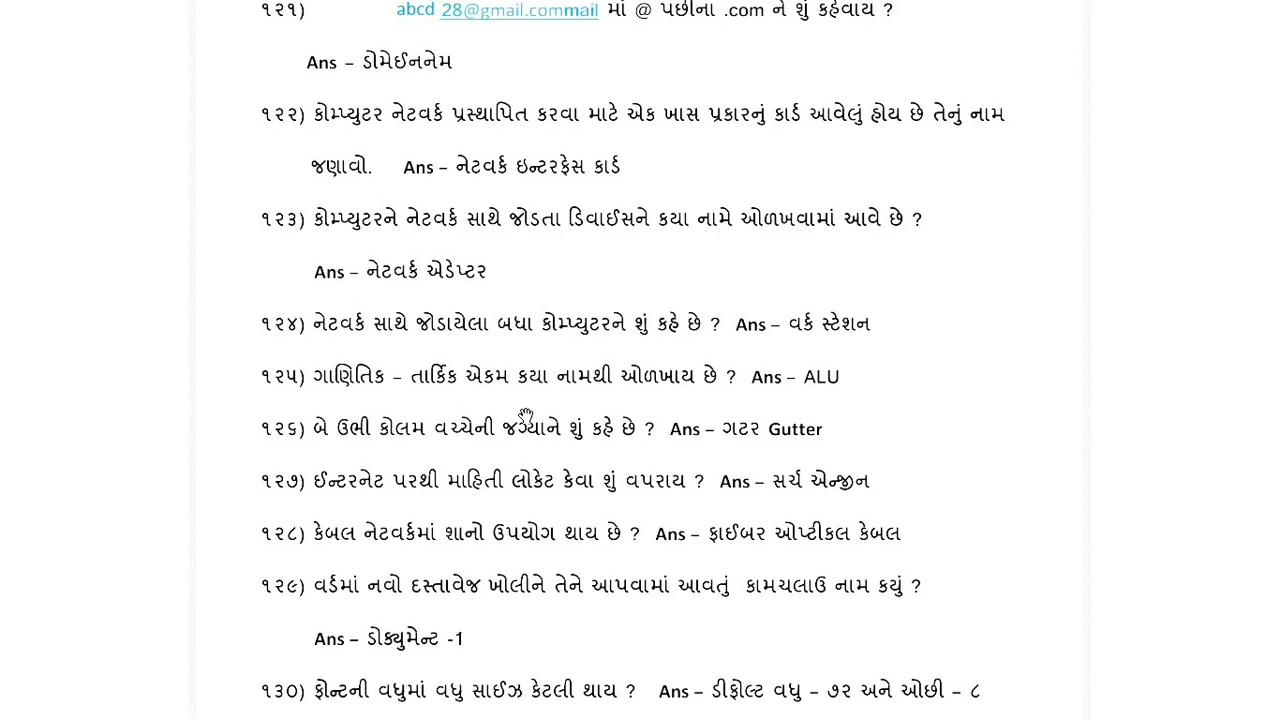 ૧૨૧) abcd 28@gmail.commail માં @ પછીના .com ને શું કહેવાય ?
Ans – ડોમેઈનનેમ
૧૨૨) કોમ્પ્યુટર નેટવર્ક પ્રસ્થાપિત કરવા માટે એક ખાસ પ્રકારનું કાર્ડ આવેલું હોય છે તેનું નામ
જણાવો. Ans – નેટવર્ક ઇન્ટરફેસ કાર્ડ
૧૨૩) કોમ્પ્યુટરને નેટવર્ક સાથે જોડતા ડિવાઈસને કયા નામે ઓળખવામાં આવે છે ?
Ans – નેટવર્ક એડેપ્ટર
૧૨૪) નેટવર્ક સાથે જોડાયેલા બધા કોમ્પ્યુટરને શું કહે છે ? Ans – વર્ક સ્ટેશન
૧૨૫) ગાણિતિક – તાર્કિક એકમ કયા નામથી ઓળખાય છે ? Ans – ALU
૧૨૬) બે ઉભી કોલમ વચ્ચેની જગ્યાને શું કહે છે ? Ans – ગટર Gutter
૧૨૭) ઈન્ટરનેટ પરથી માહિતી લોકેટ કેવા શું વપરાય ? Ans – સર્ચ એન્જીન
૧૨૮) કેબલ નેટવર્કમાં શાનો ઉપયોગ થાય છે ? Ans – ફાઈબર ઓપ્ટીકલ કેબલ
૧૨૯) વર્ડમાં નવો દસ્તાવેજ ખોલીને તેને આપવામાં આવતું કામચલાઉ નામ કયું ?
Ans – ડોક્યુમેન્ટ -1
૧૩૦) ફોન્ટની વધુમાં વધુ સાઈઝ કેટલી થાય ? Ans – ડીફોલ્ટ વધુ – ૭૨ અને ઓછી – ૮